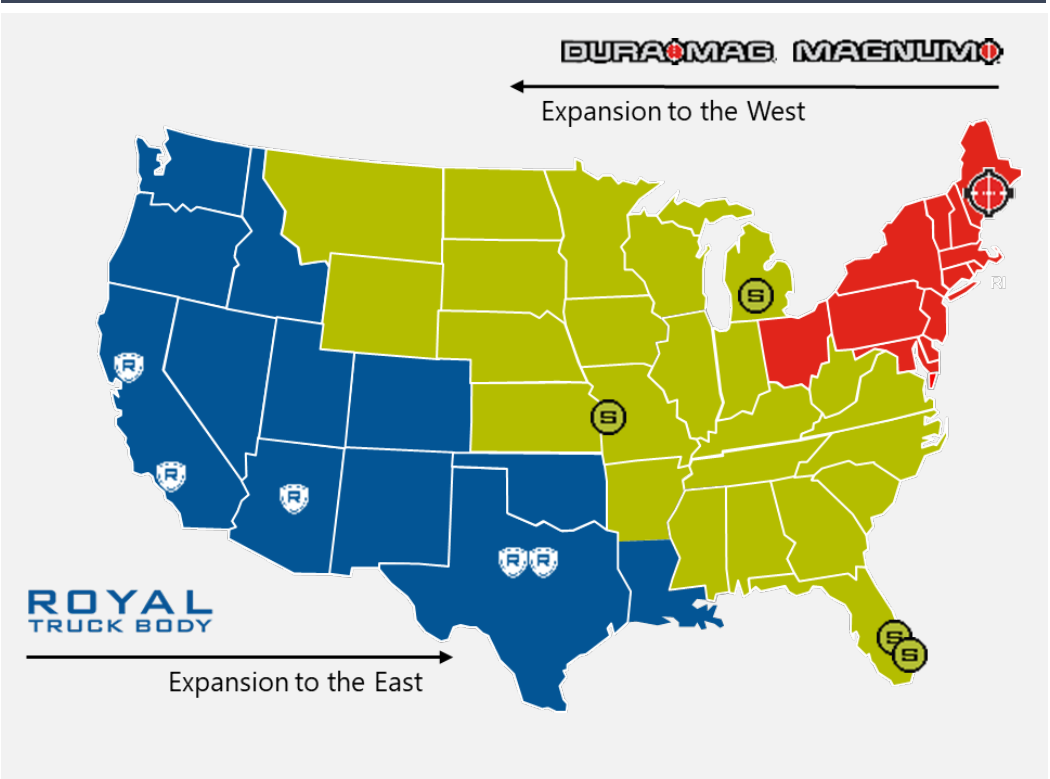 DURAMAG MAGNUM
Expansion to the West
RI
S
S
R
R
R
R R
ROYAL
TRUCK BODY
S
S
Expansion to the East